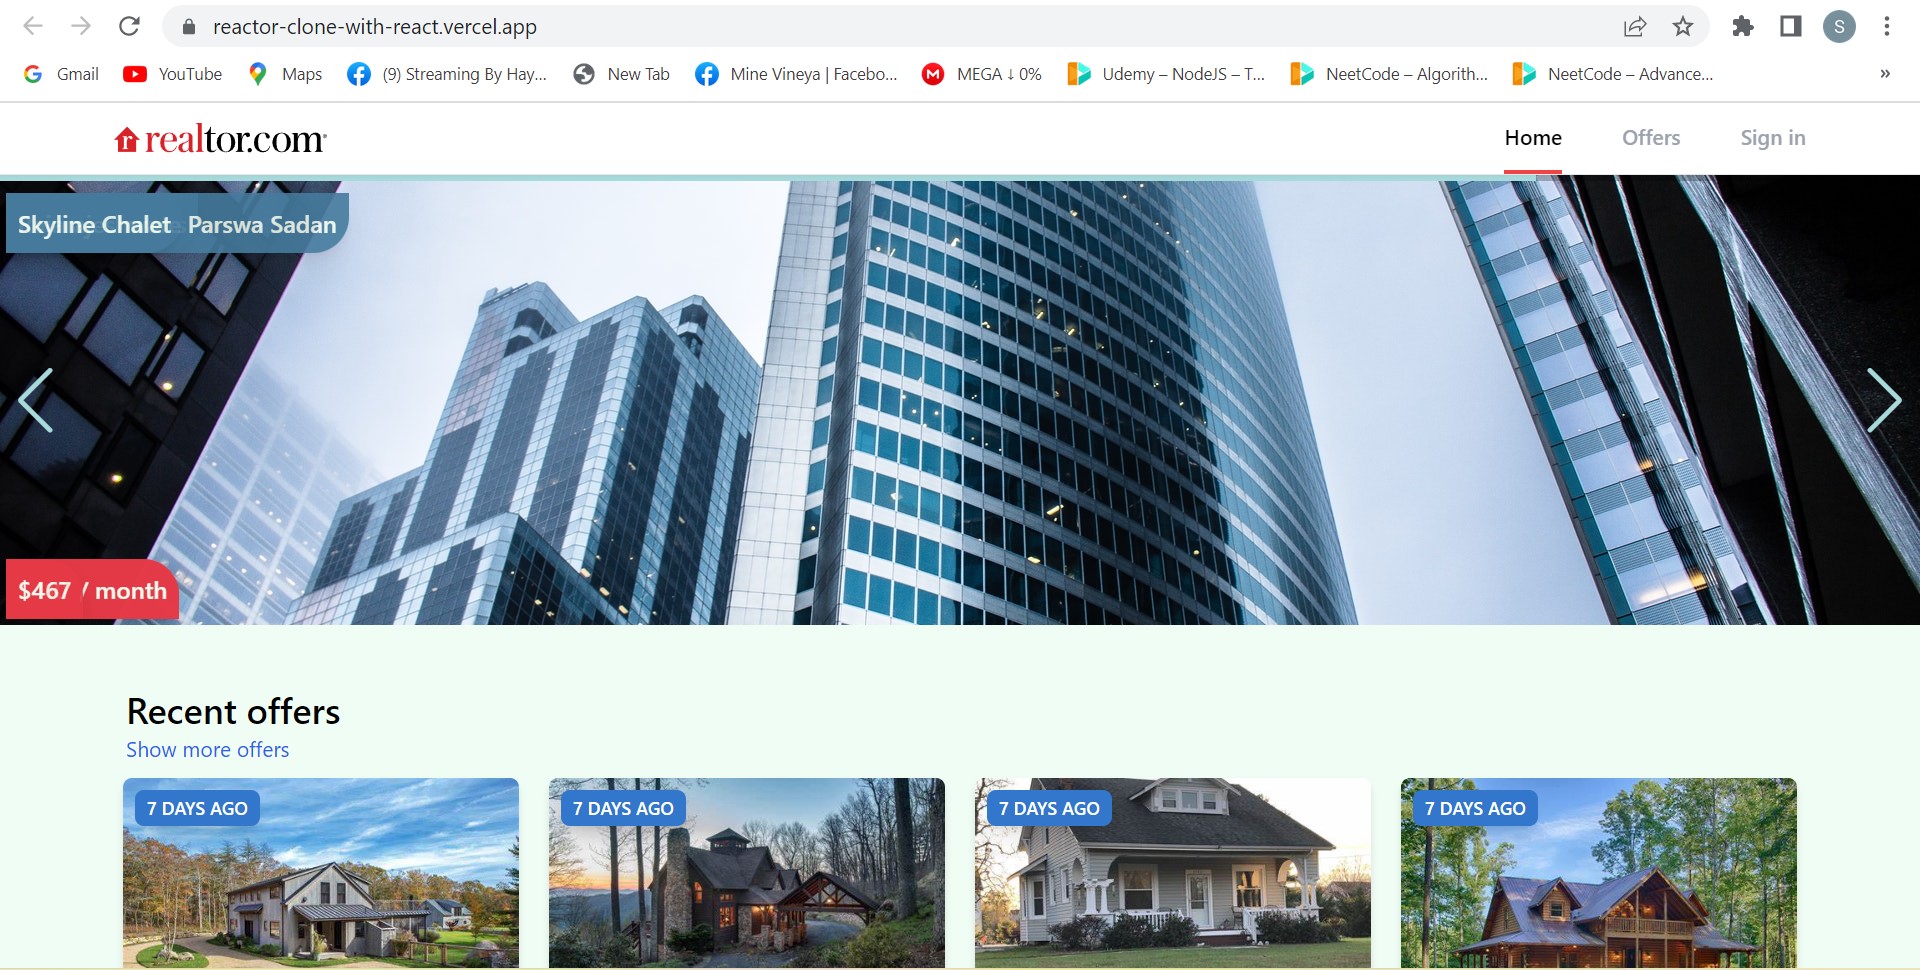 reactor-clone-with-react.vercel.app
S
Gmail
YouTube
Maps
(9) Streaming By Hay...
New Tab
Mine Vineya | Facebo...
MEGA ↓ 0%
Udemy – NodeJS – T...
NeetCode – Algorith...
NeetCode – Advance...
»
r realtor.com
Home
Offers
Sign in
Skyline Chalet Parswa Sadan
$467 / month
Recent offers
Show more offers
7 DAYS AGO
7 DAYS AGO
7 DAYS AGO
7 DAYS AGO